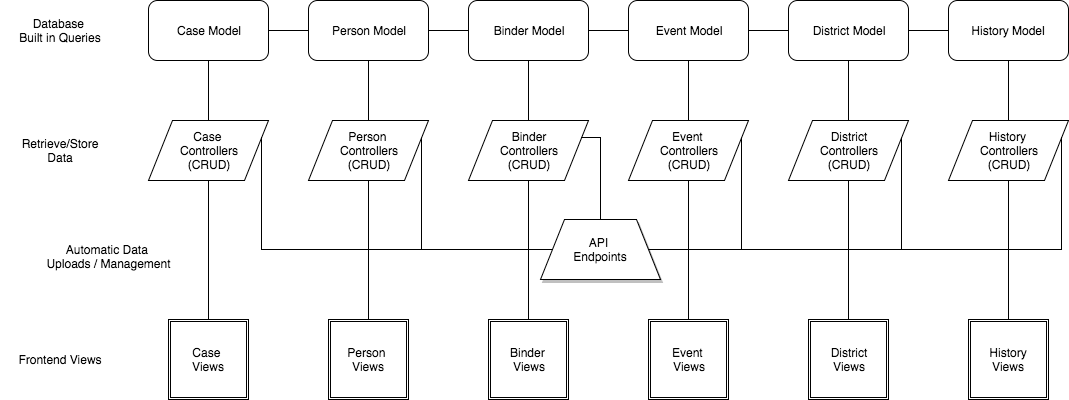 Database
Built in Queries
Case Model
Person Model
Binder Model
Event Model
District Model
History Model
Retrieve/Store
Data
Case
Controllers
(CRUD)
Person
Controllers
(CRUD)
Binder
Controllers
(CRUD)
Event
Controllers
(CRUD)
District
Controllers
(CRUD)
History
Controllers
(CRUD)
Automatic Data
Uploads / Management
API
Endpoints
Frontend Views
Case
Views
Person
Views
Binder
Views
Event
Views
District
Views
History
Views